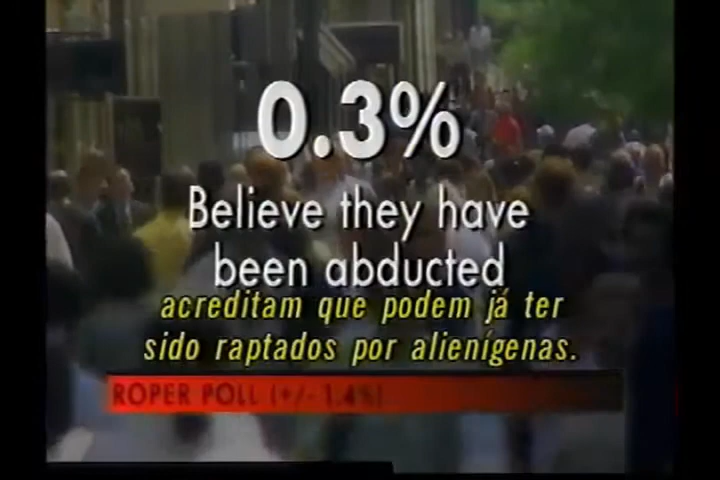 0.3%
Believe they have
been abducted
acreditam que podem já ter
sido raptados por alienígenas.
ROPER POLL (+/- 1.4%)